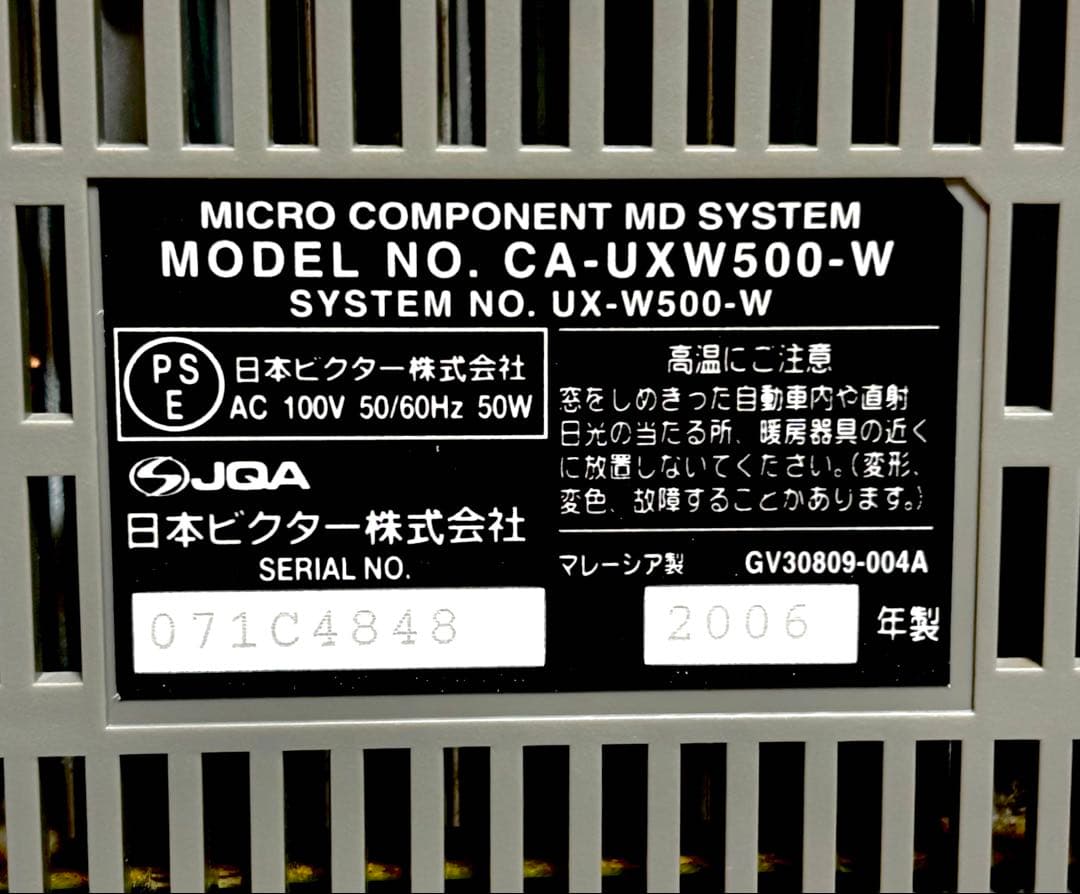 MICRO COMPONENT MD SYSTEM
MODEL NO. CA-UXW500-W
SYSTEM NO. UX-W500-W
PS
E
日本ビクター株式会社
AC 100V 50/60Hz 50W
JQA
日本ビクター株式会社
SERIAL NO.
071C4848
高温にご注意
窓をしめきった自動車内や直射
日光の当たる所、暖房器具の近く
に放置しないてください。(変形、
変色、故障することかあります。)
マレーシア製 GV30809-004A
2006 年製